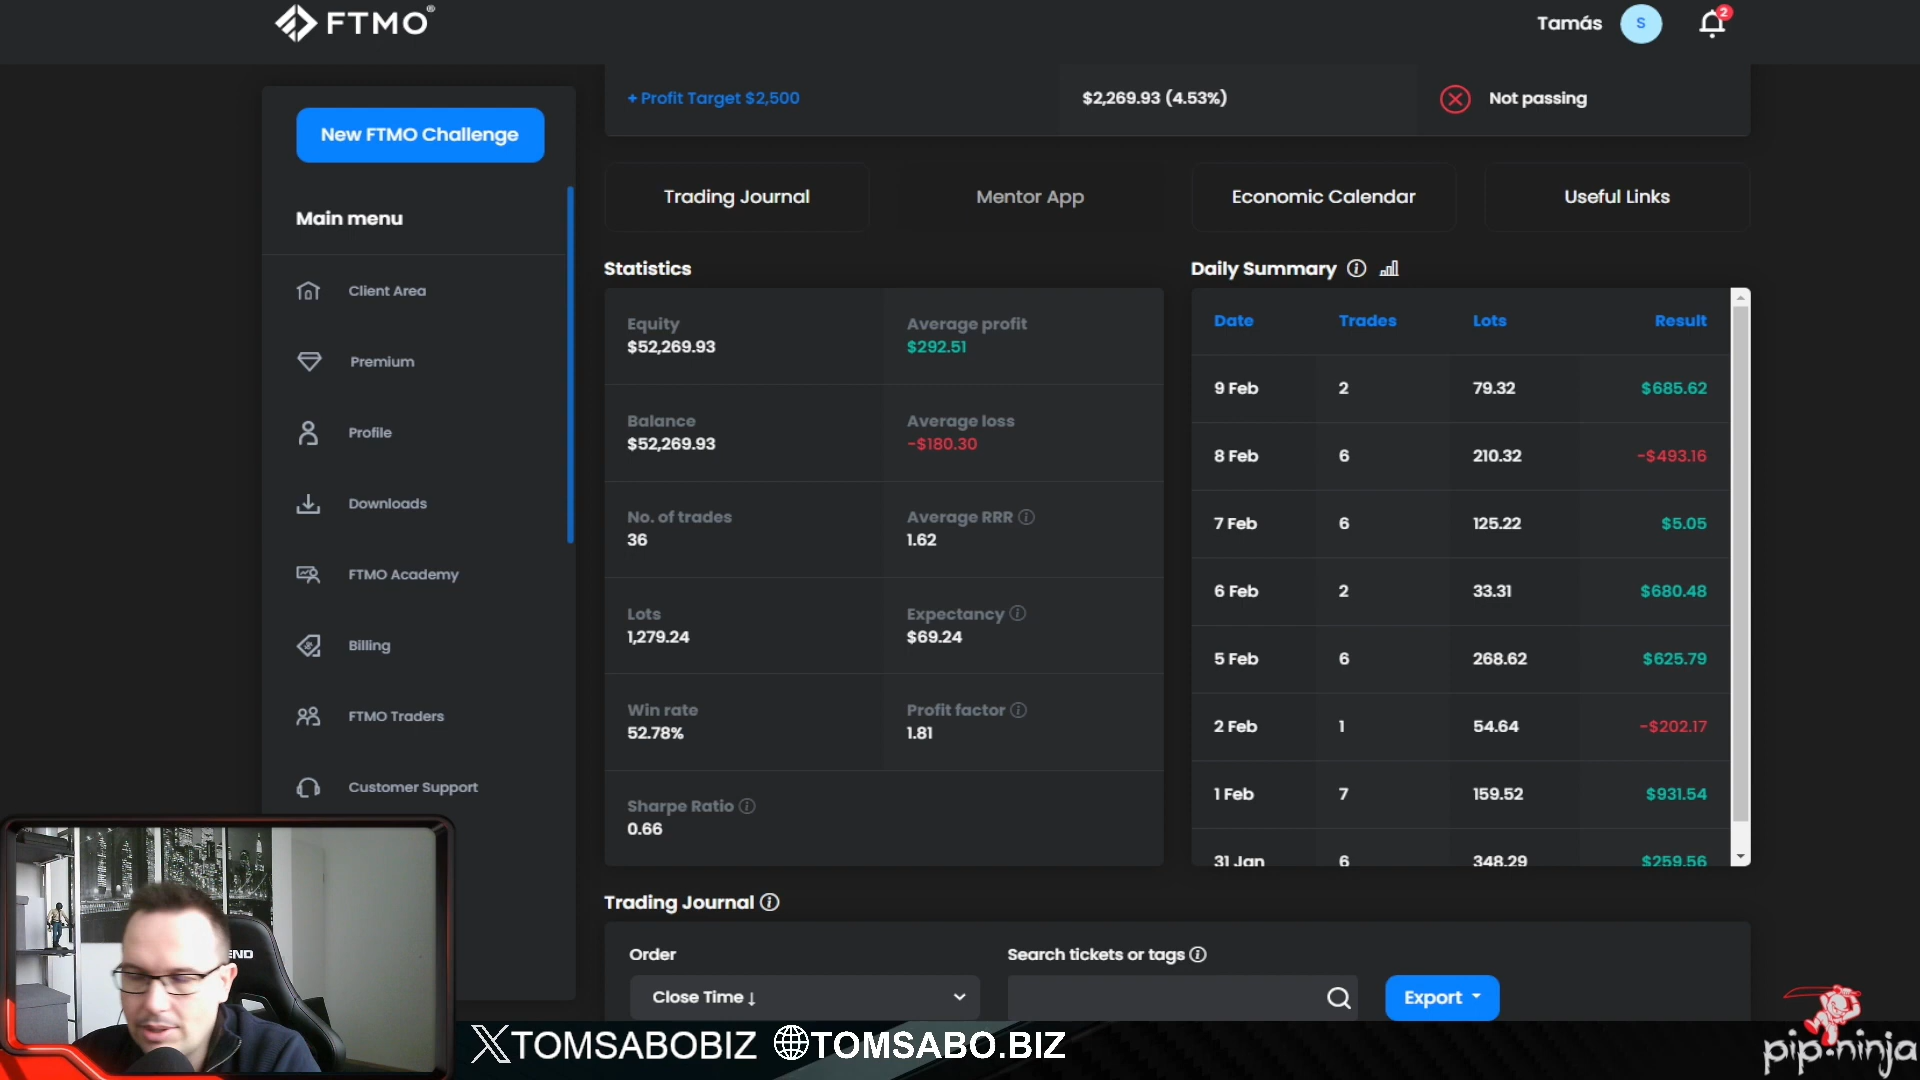 FTMO®
Tamás
S
2
+ Profit Target $2,500
$2,269.93 (4.53%)
Not passing
New FTMO Challenge
Main menu
Client Area
Premium
Profile
Downloads
FTMO Academy
Billing
FTMO Traders
Customer Support
Trading Journal
Mentor App
Economic Calendar
Useful Links
Statistics
Equity
$52,269.93
Average profit
$292.51
Balance
$52,269.93
Average loss
-$180.30
No. of trades
36
Average RRR
1.62
Lots
1,279.24
Expectancy
$69.24
Win rate
52.78%
Profit factor
1.81
Sharpe Ratio
0.66
Daily Summary
Date Trades Lots Result
9 Feb 2 79.32 $685.62
8 Feb 6 210.32 -$493.16
7 Feb 6 125.22 $5.05
6 Feb 2 33.31 $680.48
5 Feb 6 268.62 $625.79
2 Feb 1 54.64 -$202.17
1 Feb 7 159.52 $931.54
31 Jan 6 348.29 $259.56
Trading Journal
Order
Close Time ↓
Search tickets or tags
Export
END
XTOMSABOBIZ TOMSABO.BIZ
pip.ninja